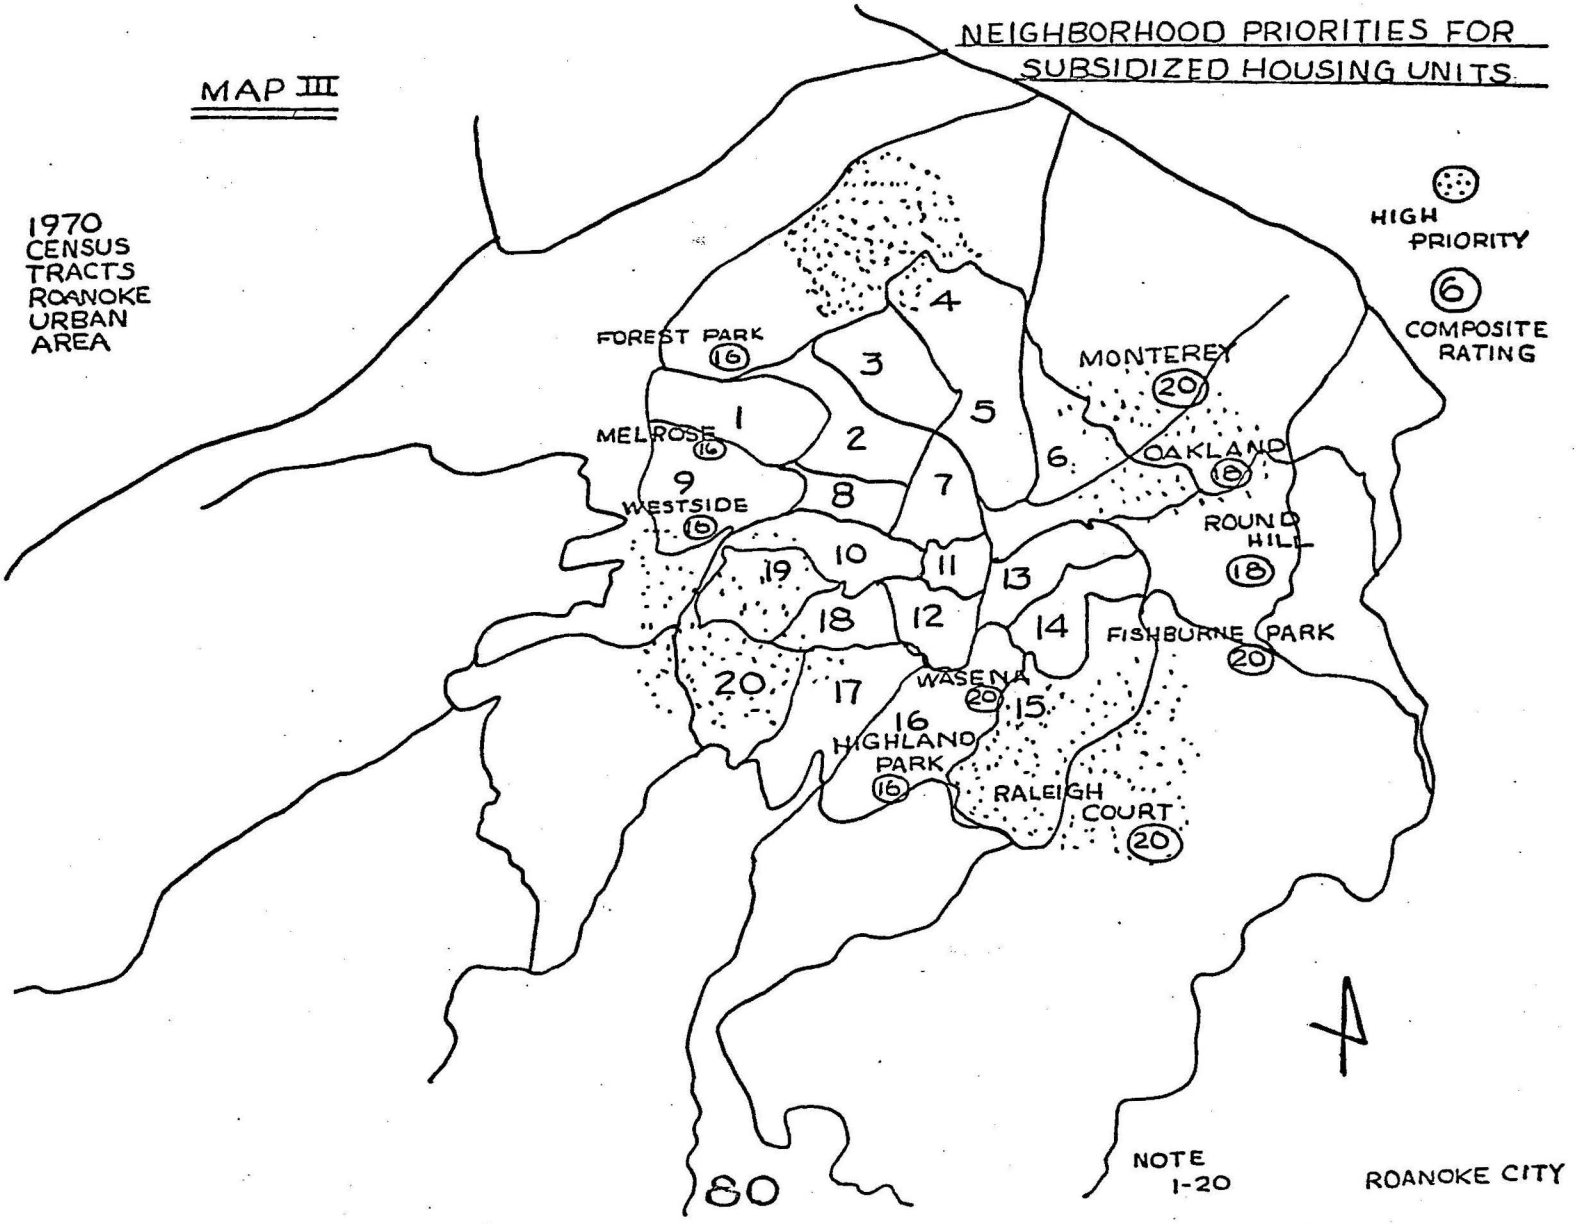 NEIGHBORHOOD PRIORITIES FOR
SUBSIDIZED HOUSING UNITS
MAP III
1970
CENSUS
TRACTS
ROANOKE
URBAN
AREA
HIGH
PRIORITY
6
COMPOSITE
RATING
4
FOREST PARK
16
3
MONTEREY
20
1
5
2
MELROSE
16
6
OAKLAND
18
9
8
7
WESTSIDE
16
ROUND
HILL
18
10
11
13
19
18
12
14
FISHBURNE PARK
20
20
17
WASENA
20
15
16
HIGHLAND
PARK
16
RALEIGH
COURT
20
NOTE
1-20
ROANOKE CITY
80